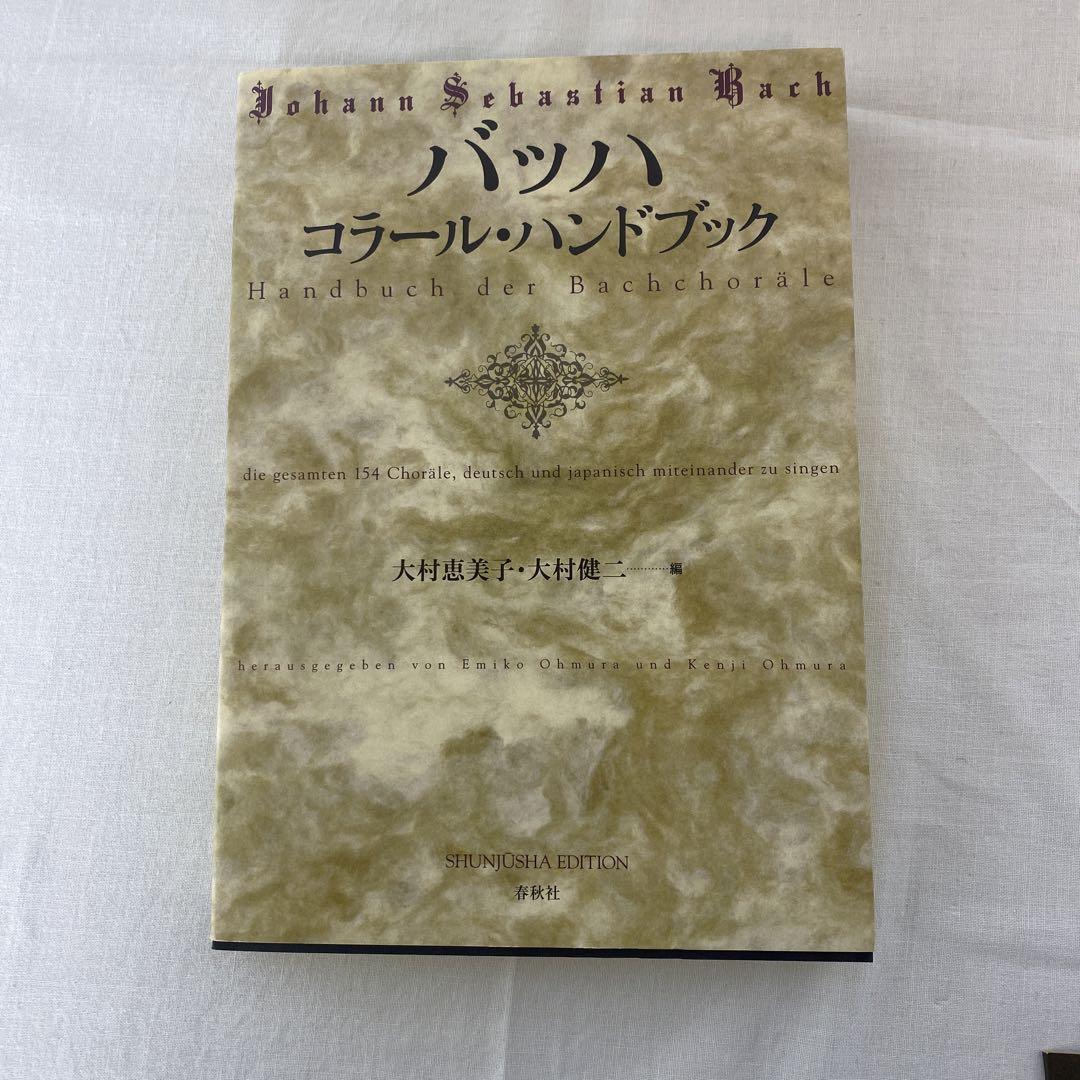 Johann Sebastian Bach
バッハ
コラール・ハンドブック
Handbuch der Bachchoräle
die gesamten 154 Choräle, deutsch und japanisch miteinander zu singen
大村恵美子・大村健二…………編
herausgegeben von Emiko Ohmura und Kenji Ohmura
SHUNJŪSHA EDITION
春秋社